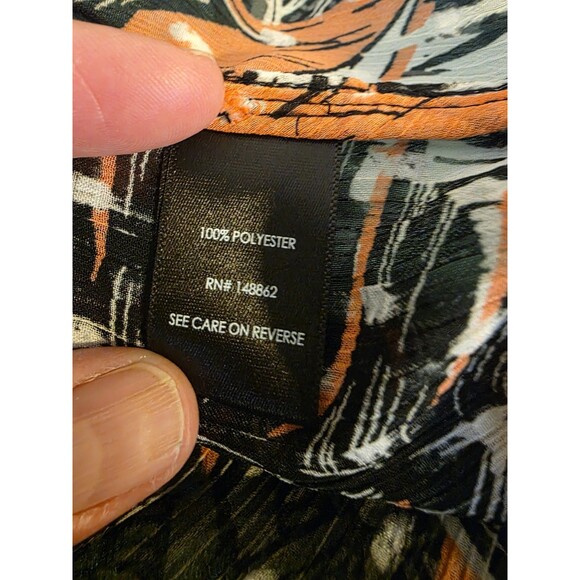 100% POLYESTER
RN# 148862
SEE CARE ON REVERSE